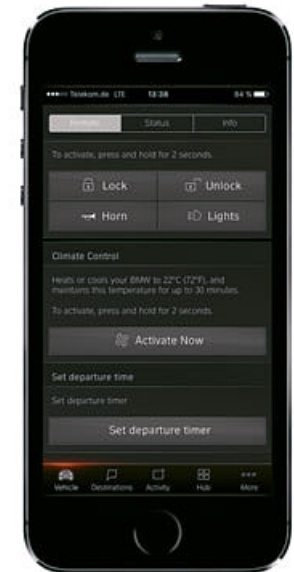 Telekom.de LTE 13:38 84 %
Remote Status Info
To activate, press and hold for 2 seconds.
Lock Unlock
Horn Lights
Climate Control
Heats or cools your BMW to 22°C (72°F), and
maintains this temperature for up to 30 minutes.
To activate, press and hold for 2 seconds.
Activate Now
Set departure time
Set departure timer
Set departure timer
Vehicle Destinations Activity Hub More